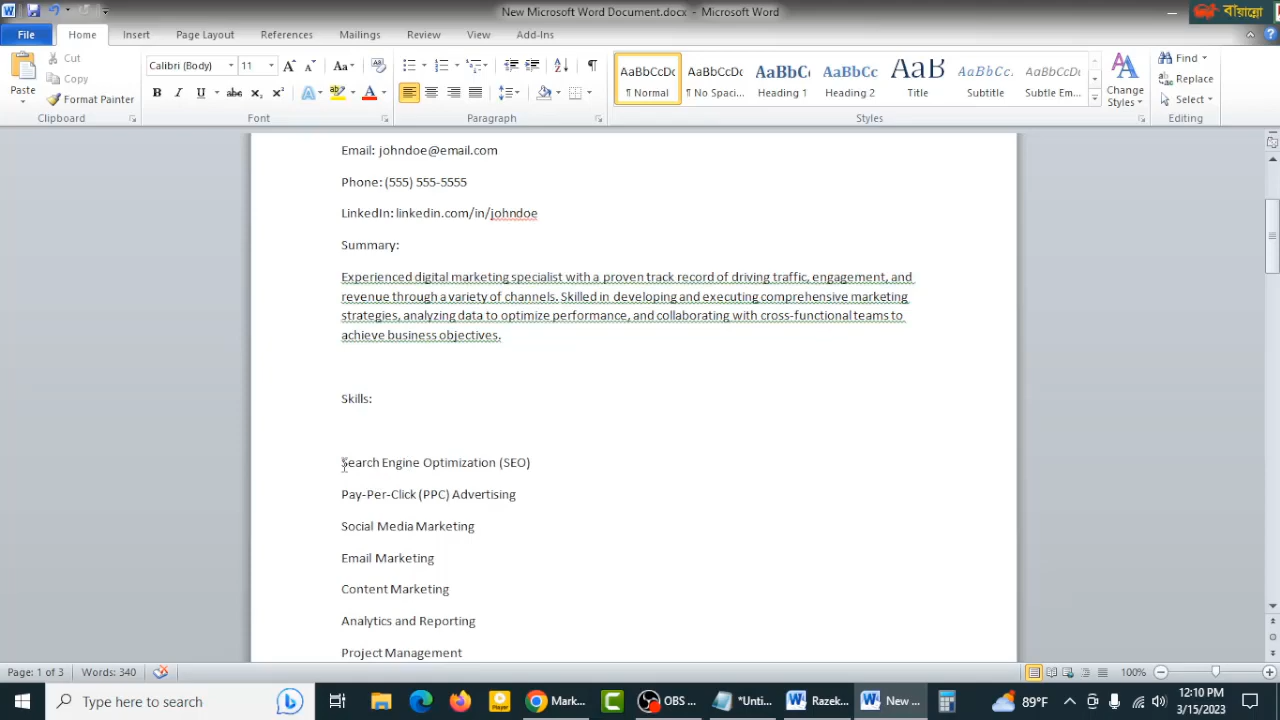 New Microsoft Word Document.docx - Microsoft Word
বায়ান্নো
File Home Insert Page Layout References Mailings Review View Add-Ins
Cut
Copy
Format Painter
Paste
Clipboard
Calibri (Body) 11
Font
Paragraph
AaBbCcDc AaBbCcDc AaBbC AaBbCc AaB AaBbCc. AaBbCcDc
¶ Normal ¶ No Spaci... Heading 1 Heading 2 Title Subtitle Subtle Em...
Change
Styles
Styles
Find
Replace
Select
Editing
Email: johndoe@email.com
Phone: (555) 555-5555
LinkedIn: linkedin.com/in/johndoe
Summary:
Experienced digital marketing specialist with a proven track record of driving traffic, engagement, and
revenue through a variety of channels. Skilled in developing and executing comprehensive marketing
strategies, analyzing data to optimize performance, and collaborating with cross-functional teams to
achieve business objectives.
Skills:
Search Engine Optimization (SEO)
Pay-Per-Click (PPC) Advertising
Social Media Marketing
Email Marketing
Content Marketing
Analytics and Reporting
Project Management
Page: 1 of 3 Words: 340
100%
Type here to search
Player
Mark...
OBS ...
*Unti...
Razek...
New ...
89°F
12:10 PM
3/15/2023